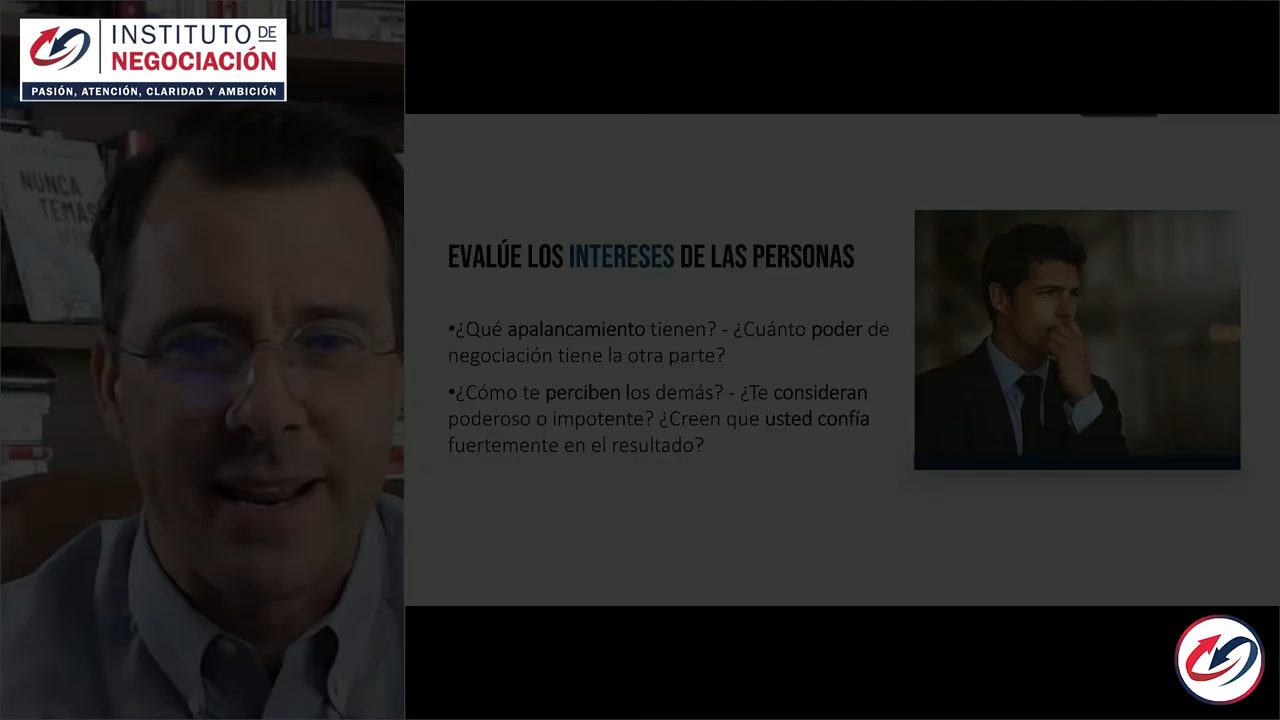 INSTITUTO DE
NEGOCIACIÓN
PASIÓN, ATENCIÓN, CLARIDAD Y AMBICIÓN
NUNCA
TEMAS
EVALÚE LOS INTERESES DE LAS PERSONAS
•¿Qué apalancamiento tienen? - ¿Cuánto poder de
negociación tiene la otra parte?
•¿Cómo te perciben los demás? - ¿Te consideran
poderoso o impotente? ¿Creen que usted confía
fuertemente en el resultado?